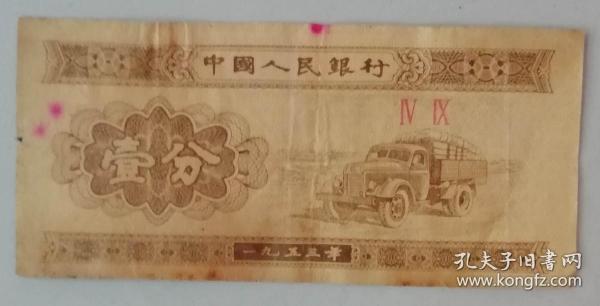 中國人民銀行
Ⅳ Ⅸ
壹分
一九五三年
孔夫子旧书网
www.kongfz.com